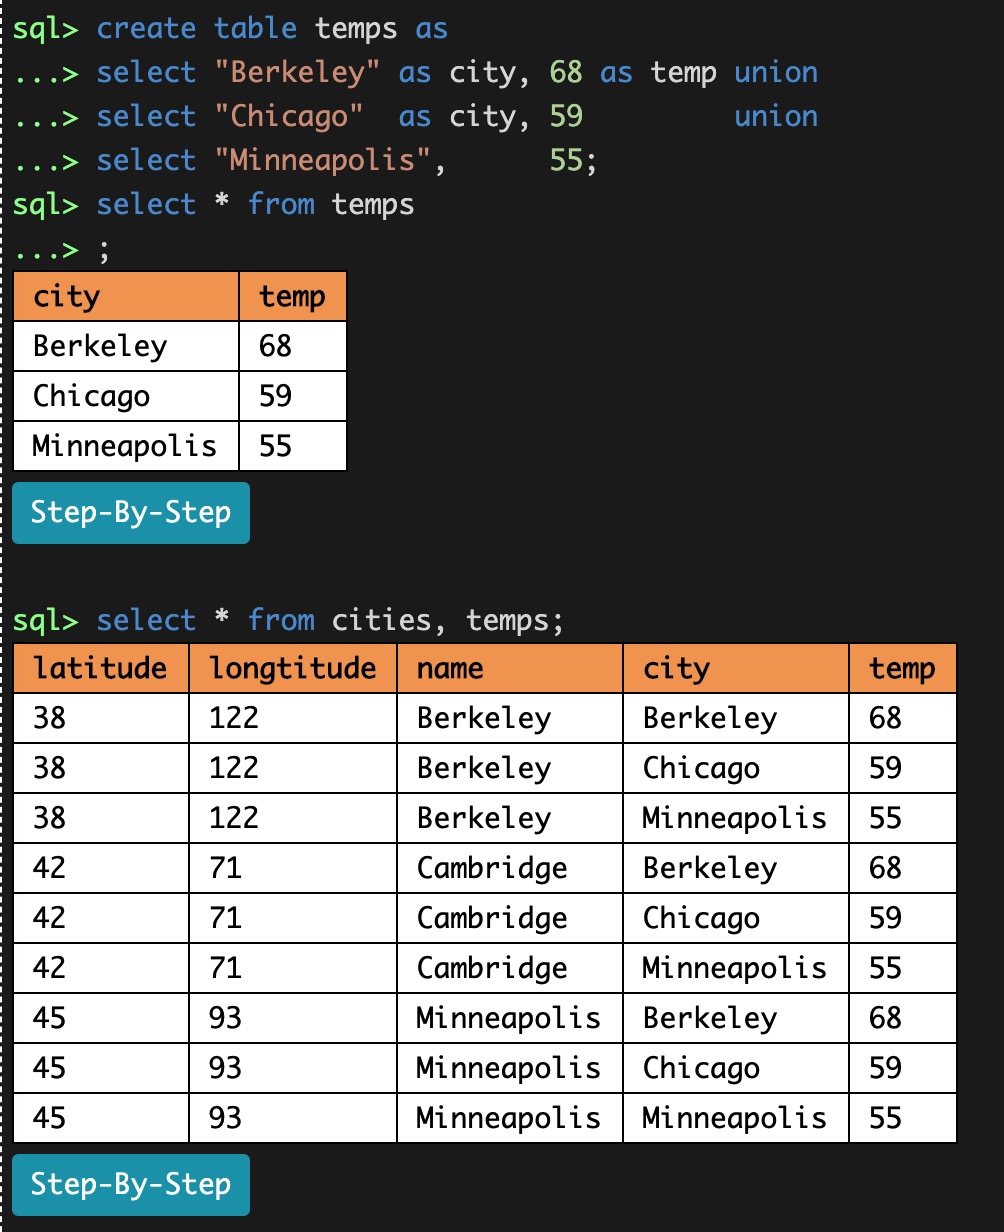 sql> create table temps as
...> select "Berkeley" as city, 68 as temp union
...> select "Chicago"  as city, 59         union
...> select "Minneapolis",      55;
sql> select * from temps
...> ;
city temp
Berkeley 68
Chicago 59
Minneapolis 55
Step-By-Step
sql> select * from cities, temps;
latitude longtitude name city temp
38 122 Berkeley Berkeley 68
38 122 Berkeley Chicago 59
38 122 Berkeley Minneapolis 55
42 71 Cambridge Berkeley 68
42 71 Cambridge Chicago 59
42 71 Cambridge Minneapolis 55
45 93 Minneapolis Berkeley 68
45 93 Minneapolis Chicago 59
45 93 Minneapolis Minneapolis 55
Step-By-Step